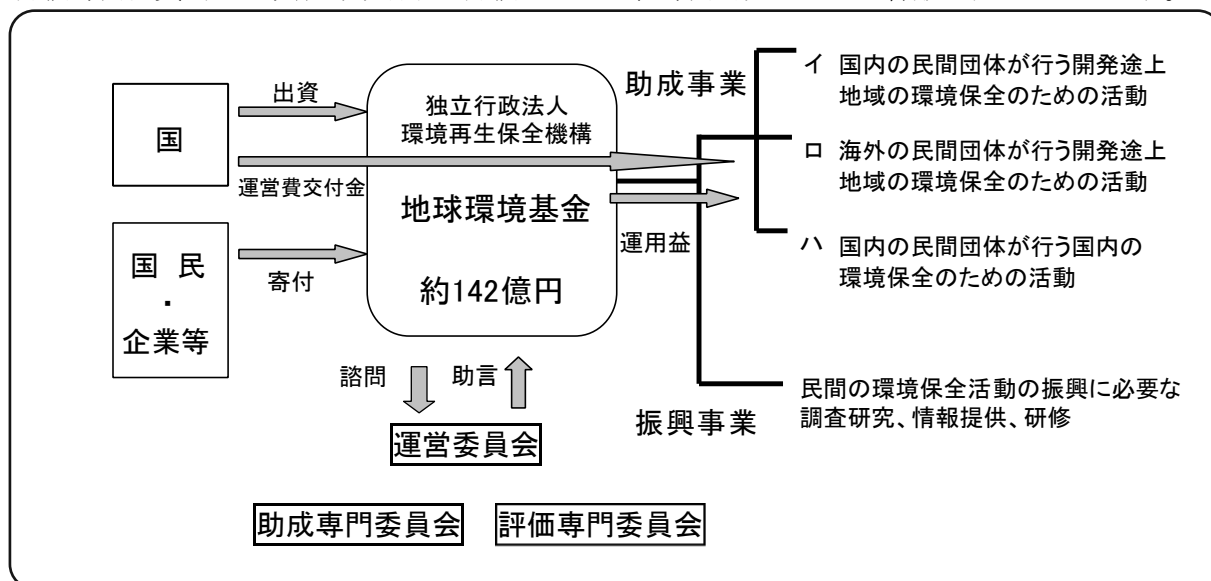 国
出資
運営費交付金
国 民
・
企業等
寄付
独立行政法人
環境再生保全機構
地球環境基金
約142億円
運用益
諮問
助言
運営委員会
助成専門委員会
評価専門委員会
助成事業
イ 国内の民間団体が行う開発途上
地域の環境保全のための活動
ロ 海外の民間団体が行う開発途上
地域の環境保全のための活動
ハ 国内の民間団体が行う国内の
環境保全のための活動
振興事業
民間の環境保全活動の振興に必要な
調査研究、情報提供、研修